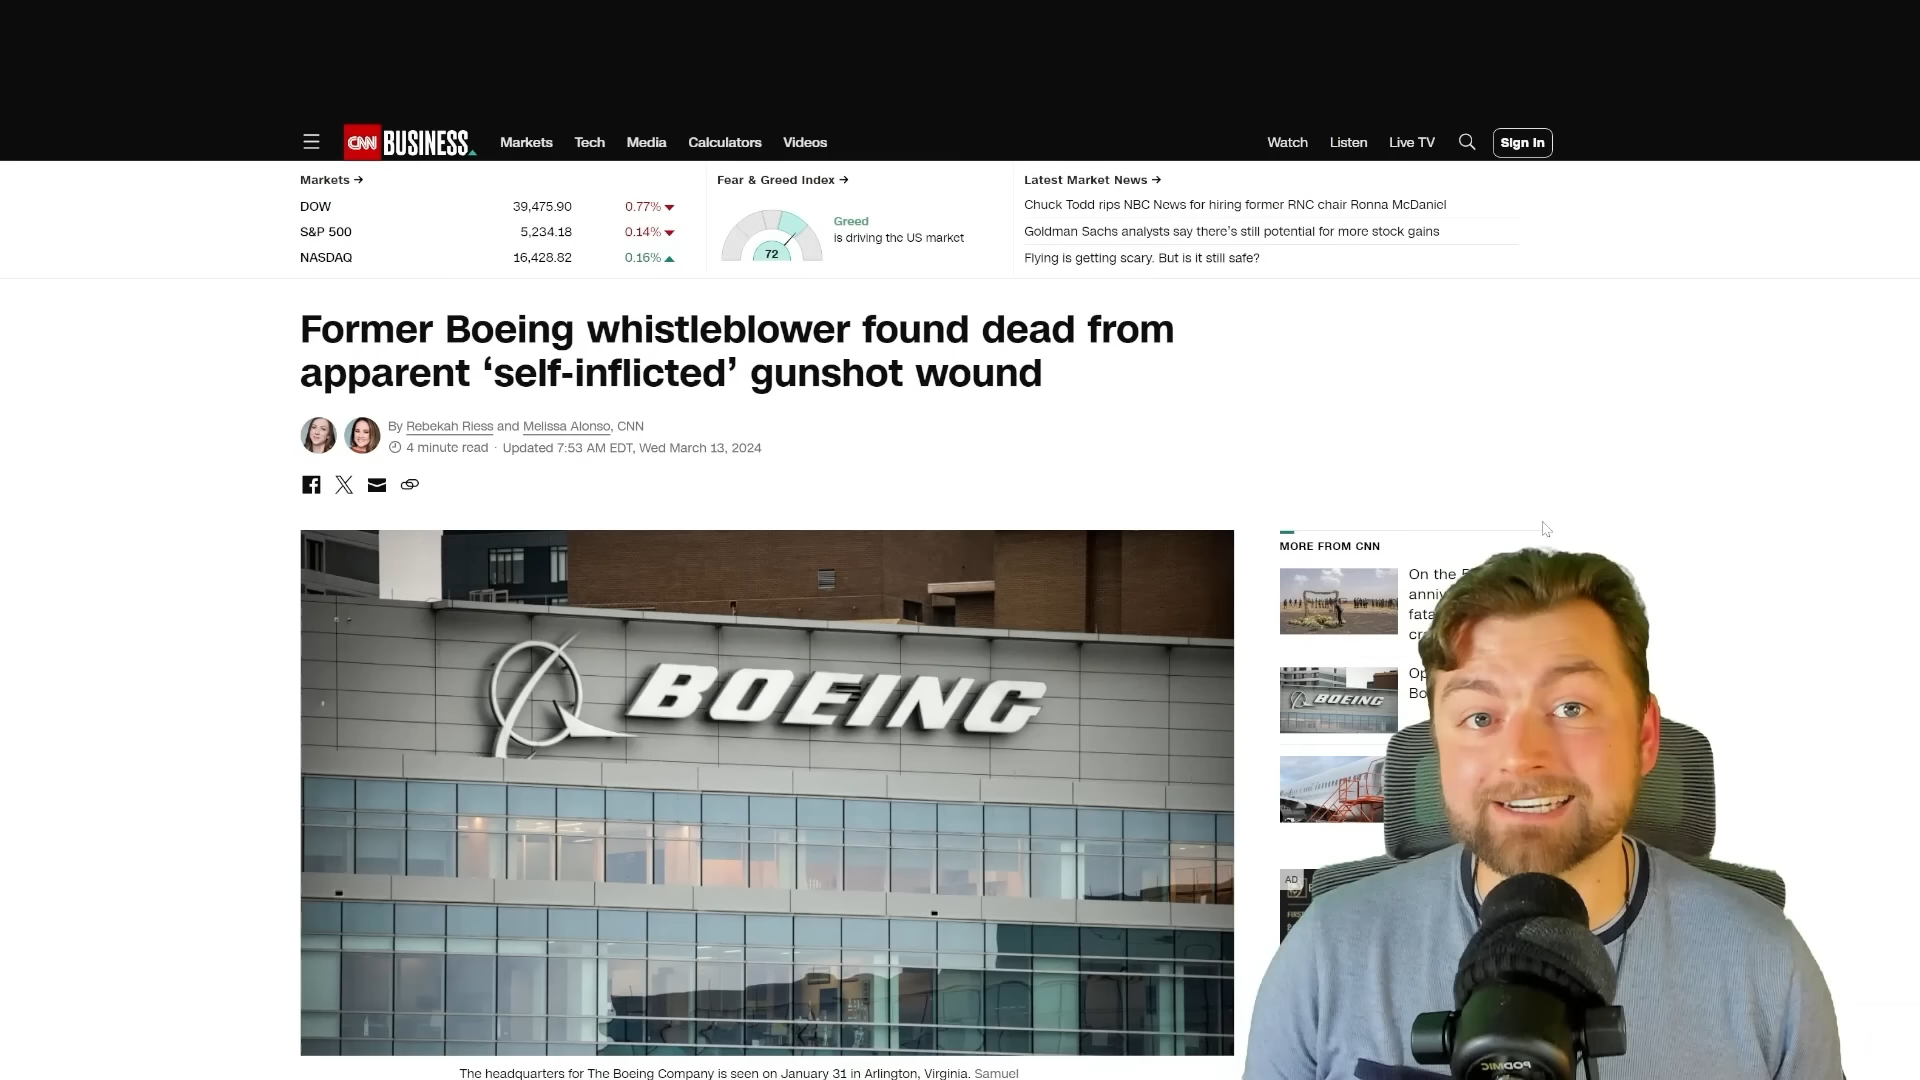 CNN BUSINESS
Markets Tech Media Calculators Videos
Watch Listen Live TV Sign In
Markets →
DOW 39,475.90 0.77%
S&P 500 5,234.18 0.14%
NASDAQ 16,428.82 0.16%
Fear & Greed Index →
72
Greed
is driving the US market
Latest Market News →
Chuck Todd rips NBC News for hiring former RNC chair Ronna McDaniel
Goldman Sachs analysts say there's still potential for more stock gains
Flying is getting scary. But is it still safe?
Former Boeing whistleblower found dead from
apparent ‘self-inflicted’ gunshot wound
By Rebekah Riess and Melissa Alonso, CNN
4 minute read · Updated 7:53 AM EDT, Wed March 13, 2024
BOEING
The headquarters for The Boeing Company is seen on January 31 in Arlington, Virginia. Samuel
MORE FROM CNN
On the
BOEING
AD
PODMIC